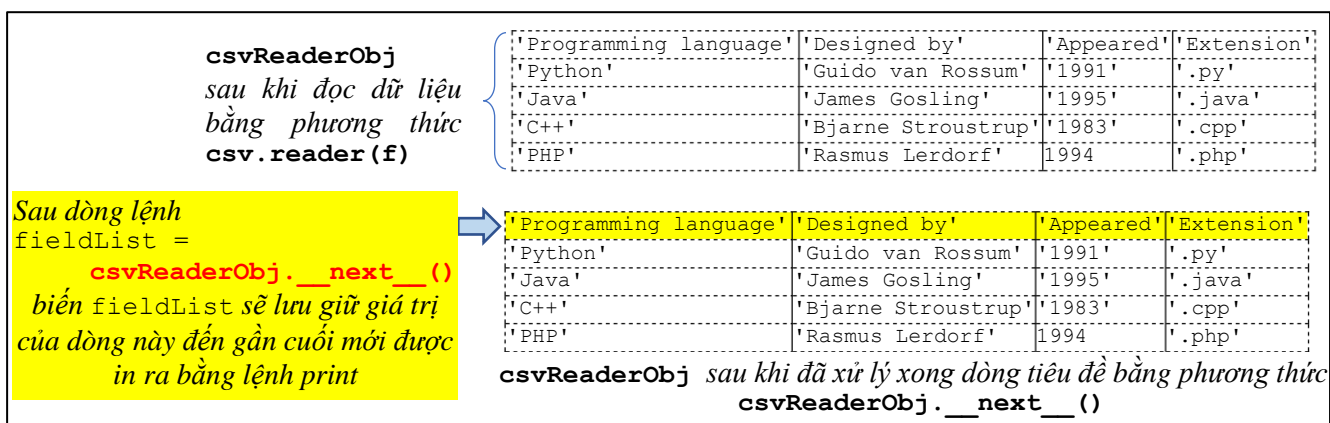 csvReaderObj
sau khi đọc dữ liệu
bằng phương thức
csv.reader(f)
'Programming language' 'Designed by' 'Appeared' 'Extension'
'Python' 'Guido van Rossum' '1991' '.py'
'Java' 'James Gosling' '1995' '.java'
'C++' 'Bjarne Stroustrup' '1983' '.cpp'
'PHP' 'Rasmus Lerdorf' 1994 '.php'
Sau dòng lệnh
fieldList =
csvReaderObj.__next__()
biến fieldList sẽ lưu giữ giá trị
của dòng này đến gần cuối mới được
in ra bằng lệnh print
'Programming language' 'Designed by' 'Appeared' 'Extension'
'Python' 'Guido van Rossum' '1991' '.py'
'Java' 'James Gosling' '1995' '.java'
'C++' 'Bjarne Stroustrup' '1983' '.cpp'
'PHP' 'Rasmus Lerdorf' 1994 '.php'
csvReaderObj sau khi đã xử lý xong dòng tiêu đề bằng phương thức
csvReaderObj.__next__()